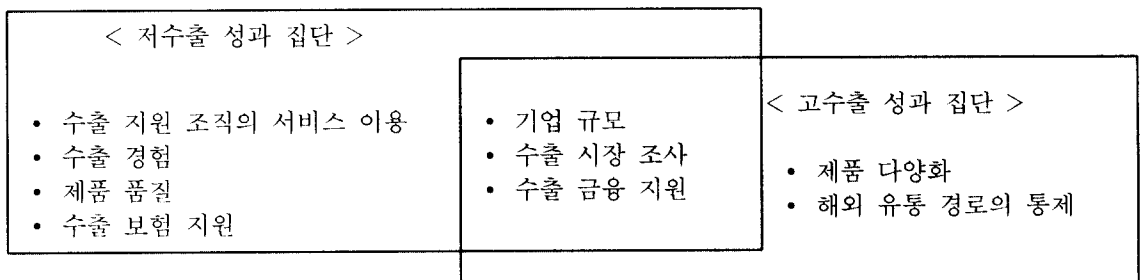 < 저수출 성과 집단 >
• 수출 지원 조직의 서비스 이용
• 수출 경험
• 제품 품질
• 수출 보험 지원
• 기업 규모
• 수출 시장 조사
• 수출 금융 지원
< 고수출 성과 집단 >
• 제품 다양화
• 해외 유통 경로의 통제